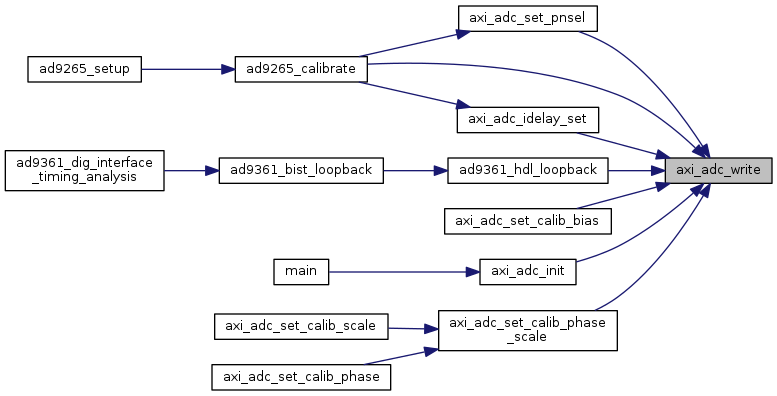 axi_adc_set_pnsel
ad9265_setup
ad9265_calibrate
axi_adc_idelay_set
ad9361_dig_interface
_timing_analysis
ad9361_bist_loopback
ad9361_hdl_loopback
axi_adc_write
axi_adc_set_calib_bias
main
axi_adc_init
axi_adc_set_calib_scale
axi_adc_set_calib_phase
_scale
axi_adc_set_calib_phase